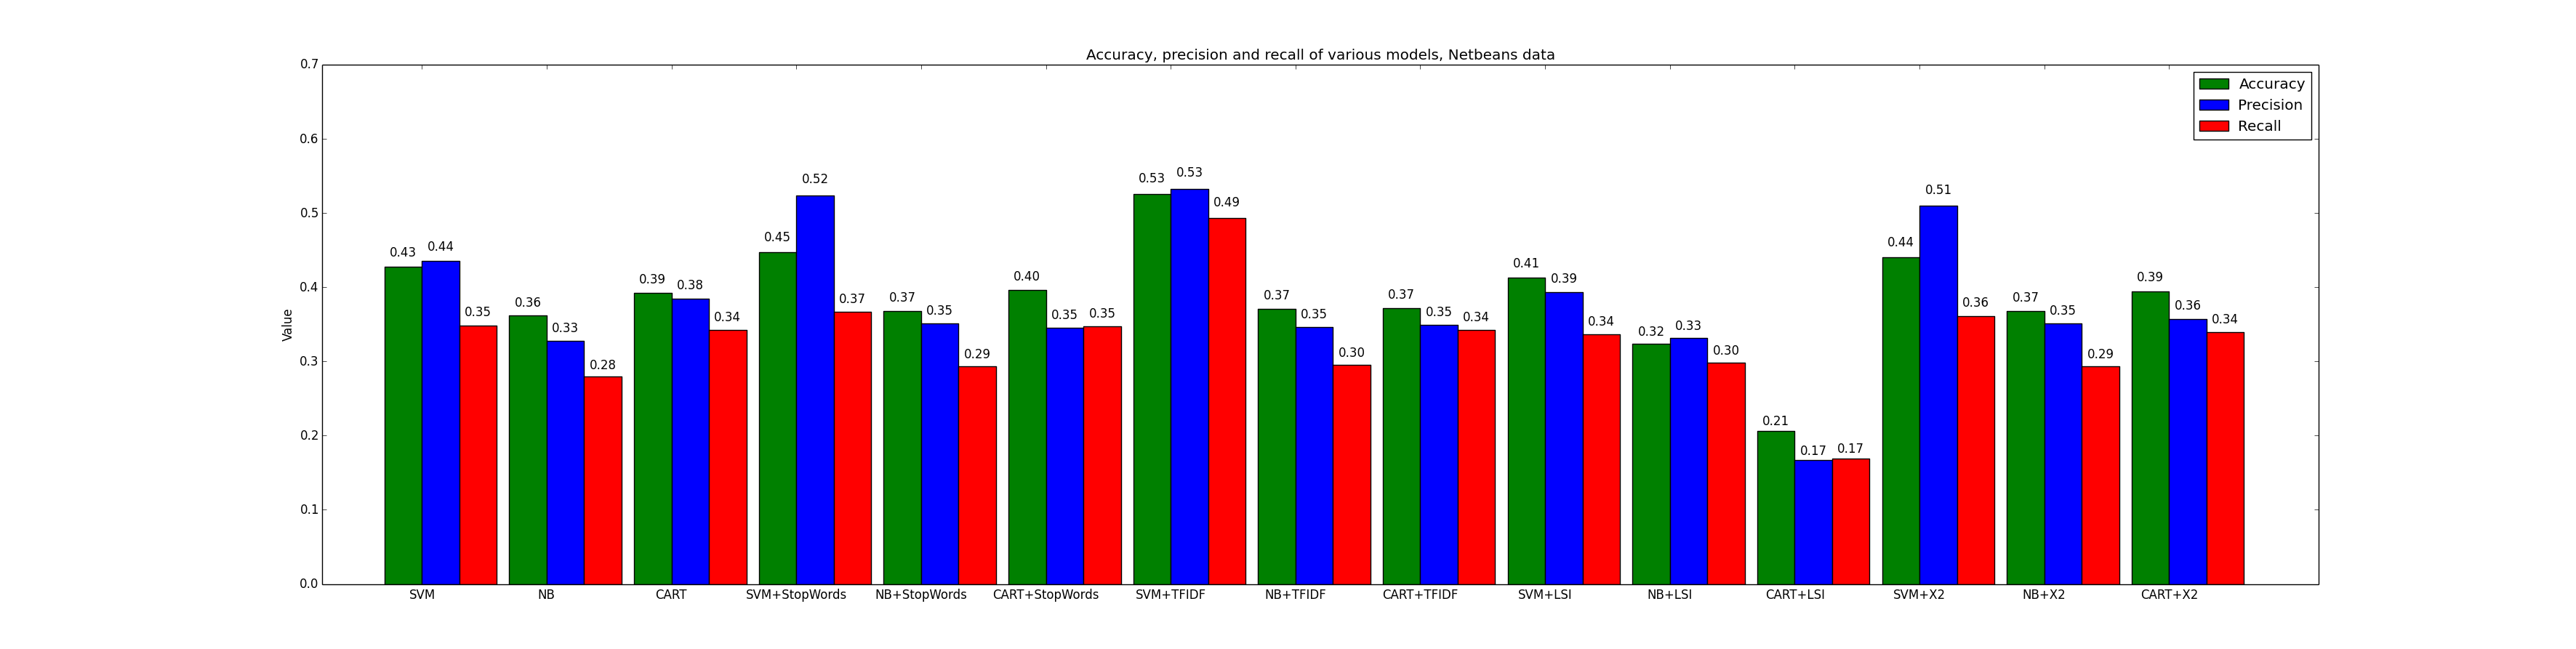 Accuracy, precision and recall of various models, Netbeans data
0.7
0.6
0.5
0.4
0.3
0.2
0.1
0.0
Value
Accuracy
Precision
Recall
0.43 0.44 0.35
0.36 0.33 0.28
0.39 0.38 0.34
0.45 0.52 0.37
0.37 0.35 0.29
0.40 0.35 0.35
0.53 0.53 0.49
0.37 0.35 0.30
0.37 0.35 0.34
0.41 0.39 0.34
0.32 0.33 0.30
0.21 0.17 0.17
0.44 0.51 0.36
0.37 0.35 0.29
0.39 0.36 0.34
SVM NB CART SVM+StopWords NB+StopWords CART+StopWords SVM+TFIDF NB+TFIDF CART+TFIDF SVM+LSI NB+LSI CART+LSI SVM+X2 NB+X2 CART+X2